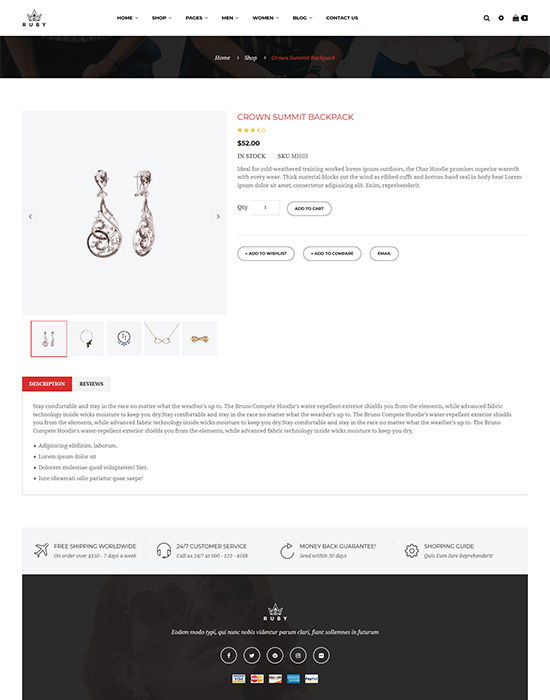 RUBY
HOME SHOP PAGES MEN WOMEN BLOG CONTACT US
0
Home > Shop > Crown Summit Backpack
CROWN SUMMIT BACKPACK
$52.00
IN STOCK SKU MH03
Ideal for cold-weathered training worked lorem ipsum outdoors, the Chaz Hoodie promises superior warmth
with every wear. Thick material blocks out the wind as ribbed cuffs and bottom band seal in body heat Lorem
ipsum dolor sit amet, consectetur adipisicing elit. Enim, reprehenderit.
Qty 1 ADD TO CART
+ ADD TO WISHLIST + ADD TO COMPARE EMAIL
DESCRIPTION REVIEWS
Stay comfortable and stay in the race no matter what the weather's up to. The Bruno Compete Hoodie's water-repellent exterior shields you from the elements, while advanced fabric
technology inside wicks moisture to keep you dry.Stay comfortable and stay in the race no matter what the weather's up to. The Bruno Compete Hoodie's water-repellent exterior shields
you from the elements, while advanced fabric technology inside wicks moisture to keep you dry.Stay comfortable and stay in the race no matter what the weather's up to. The Bruno
Compete Hoodie's water-repellent exterior shields you from the elements, while advanced fabric technology inside wicks moisture to keep you dry.
• Adipisicing elitEnim, laborum.
• Lorem ipsum dolor sit
• Dolorem molestiae quod voluptatem! Sint.
• Iure obcaecati odio pariatur quae saepe!
FREE SHIPPING WORLDWIDE 24/7 CUSTOMER SERVICE MONEY BACK GUARANTEE! SHOPPING GUIDE
On order over $150 - 7 days a week Call us 24/7 at 000 - 123 - 456k Send within 30 days Quis Eum Iure Reprehenderit
RUBY
Eodem modo typi, qui nunc nobis videntur parum clari, fiant sollemnes in futurum
VISA PayPal